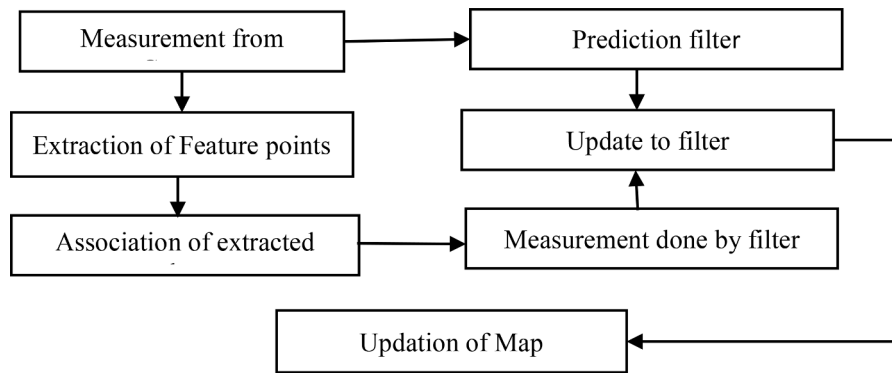 Measurement from
Prediction filter
Extraction of Feature points
Update to filter
Association of extracted
Measurement done by filter
Updation of Map